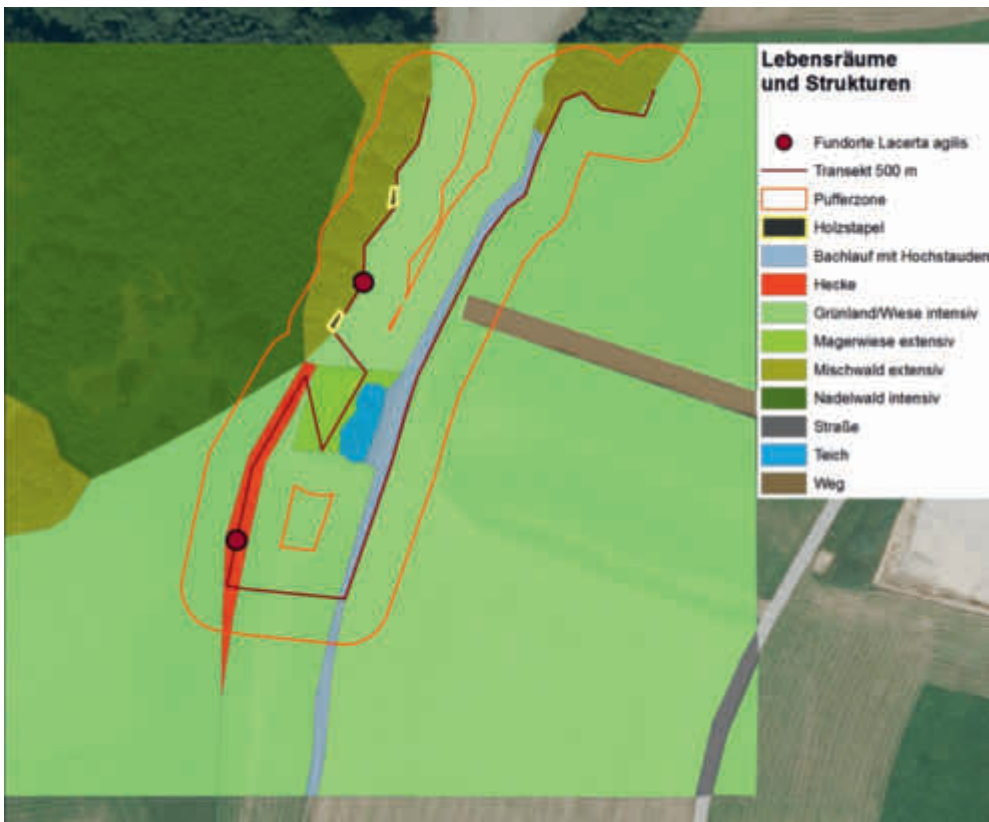 Lebensräume
und Strukturen
Fundorte Lacerta agilis
Transekt 500 m
Pufferzone
Holzstapel
Bachlauf mit Hochstauden
Hecke
Grünland/Wiese intensiv
Magerwiese extensiv
Mischwald extensiv
Nadelwald intensiv
Straße
Teich
Weg